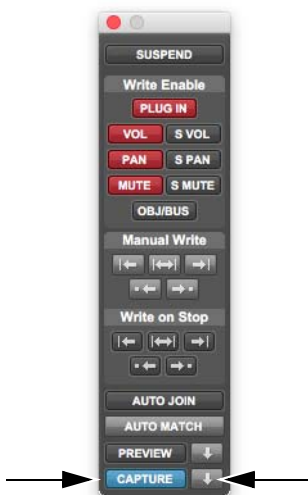 SUSPEND
Write Enable
PLUG IN
VOL S VOL
PAN S PAN
MUTE S MUTE
OBJ/BUS
Manual Write
Write on Stop
AUTO JOIN
AUTO MATCH
PREVIEW
CAPTURE